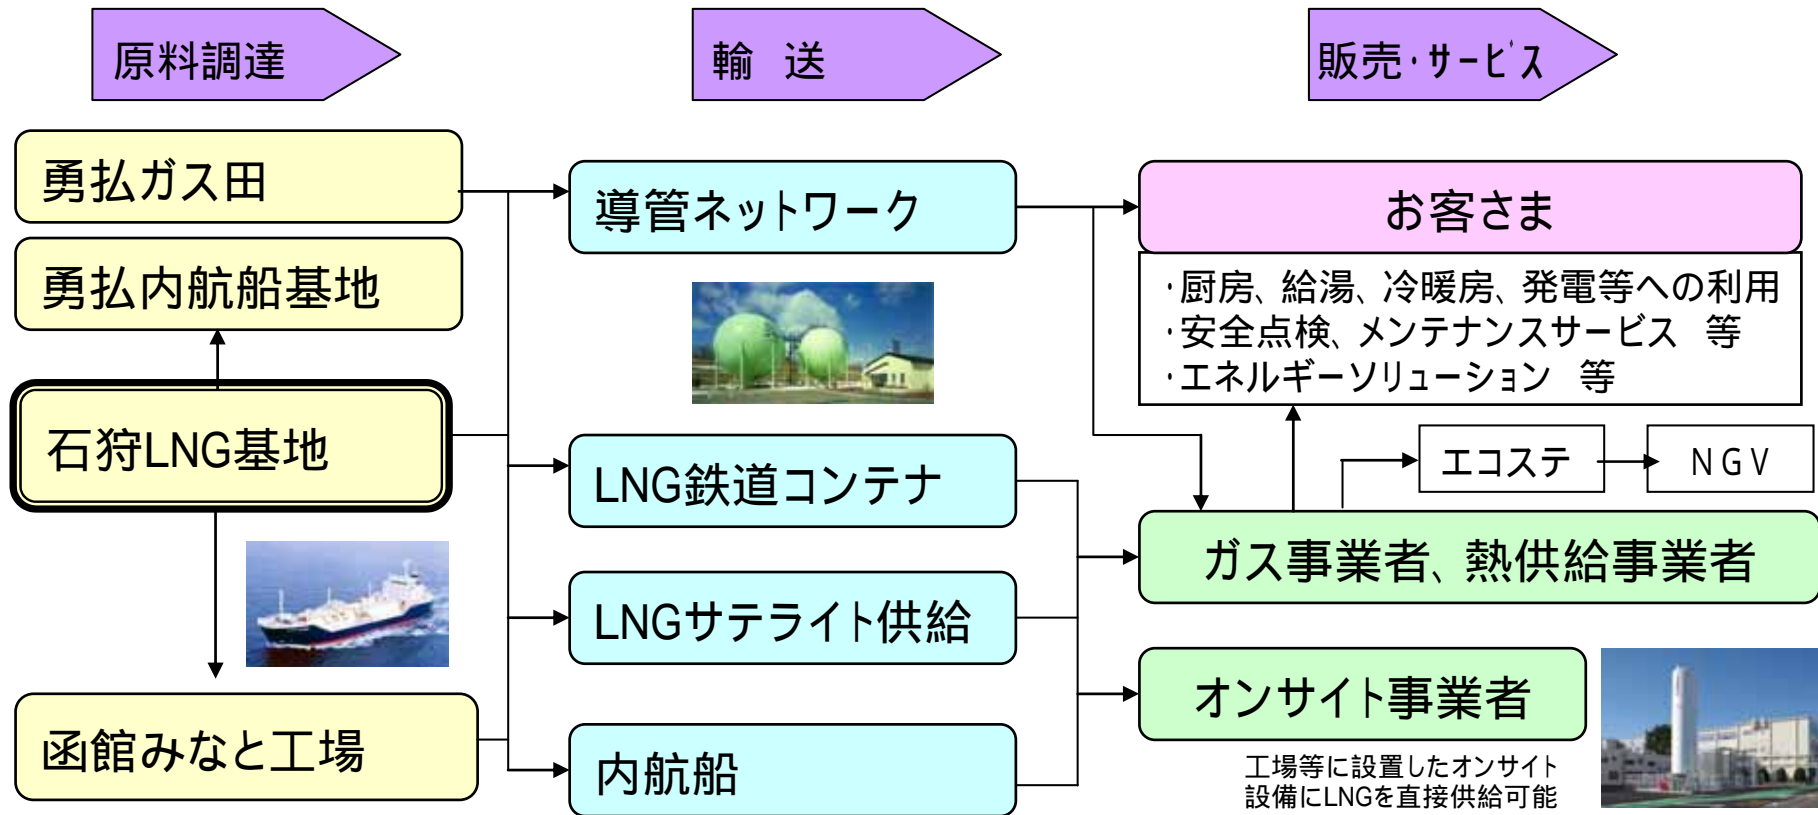 原料調達
輸 送
販売・サービス
勇払ガス田
勇払内航船基地
石狩LNG基地
函館みなと工場
導管ネットワーク
LNG鉄道コンテナ
LNGサテライト供給
内航船
お客さま
・厨房、給湯、冷暖房、発電等への利用
・安全点検、メンテナンスサービス 等
・エネルギーソリューション 等
エコステ
NGV
ガス事業者、熱供給事業者
オンサイト事業者
工場等に設置したオンサイト
設備にLNGを直接供給可能